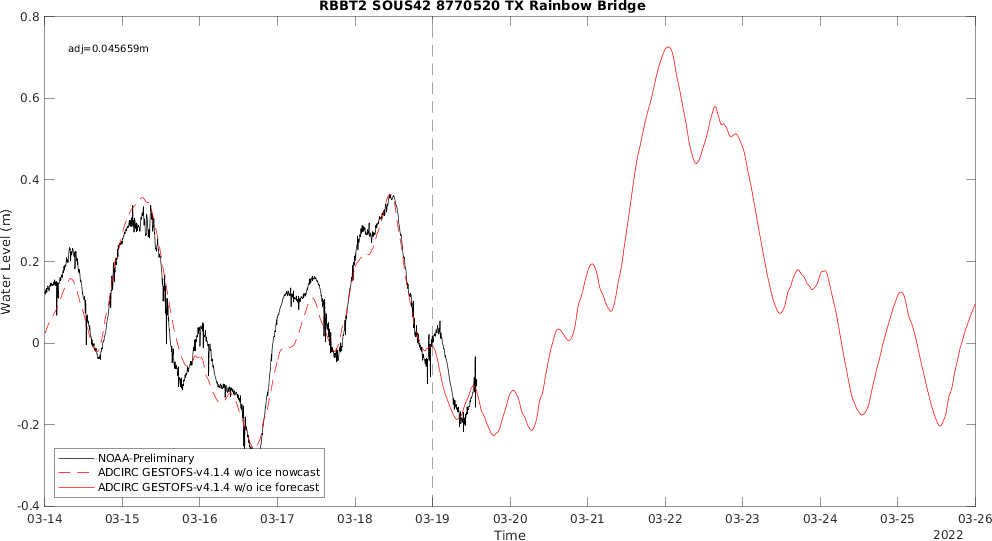 RBBT2 SOUS42 8770520 TX Rainbow Bridge
adj=0.045659m
Water Level (m)
0.8
0.6
0.4
0.2
0
-0.2
-0.4
NOAA-Preliminary
ADCIRC GESTOFS-v4.1.4 w/o ice nowcast
ADCIRC GESTOFS-v4.1.4 w/o ice forecast
03-14 03-15 03-16 03-17 03-18 03-19 03-20 03-21 03-22 03-23 03-24 03-25 03-26
Time
2022